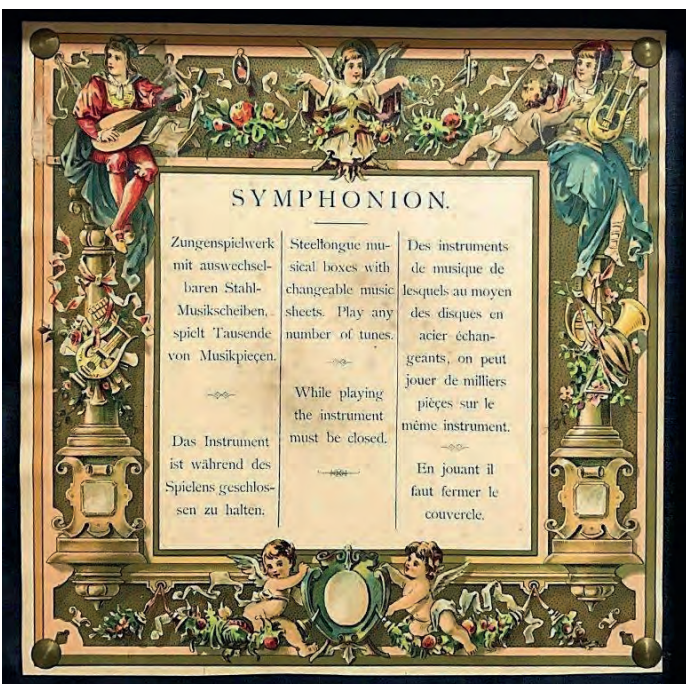 SYMPHONION.
Zungenspielwerk
mit auswechsel-
baren Stahl-
Musikscheiben,
spielt Tausende
von Musikpieçen.
Das Instrument
ist während des
Spielens geschlos-
sen zu halten.
Steellongue mu-
sical boxes with
changeable music
sheets. Play any
number of tunes.
While playing
the instrument
must be closed.
Des instruments
de musique de
lesquels au moyen
des disques en
acier échan-
geants, on peut
jouer de milliers
pièçes sur le
même instrument.
En jouant il
faut fermer le
couvercle.